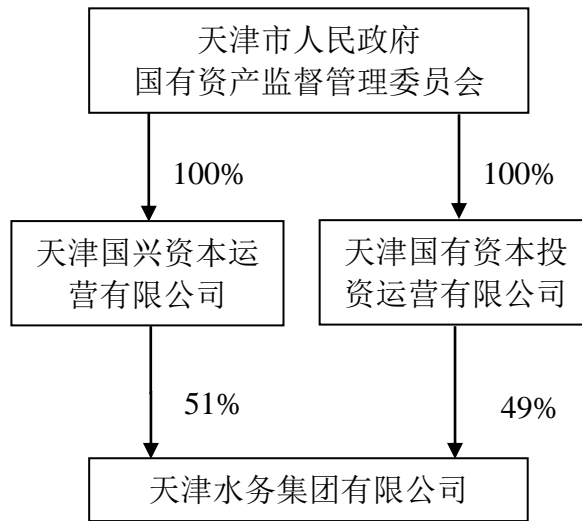 天津市人民政府
国有资产监督管理委员会
100%
100%
天津国兴资本运
营有限公司
天津国有资本投
资运营有限公司
51%
49%
天津水务集团有限公司